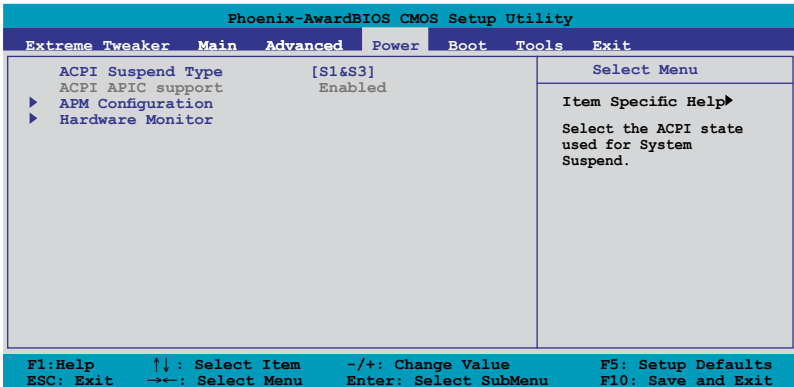 Phoenix-AwardBIOS CMOS Setup Utility
Extreme Tweaker Main Advanced Power Boot Tools Exit
ACPI Suspend Type [S1&S3]
ACPI APIC support Enabled
APM Configuration
Hardware Monitor
Select Menu
Item Specific Help
Select the ACPI state
used for System
Suspend.
F1:Help ↑↓: Select Item -/+: Change Value F5: Setup Defaults
ESC: Exit →←: Select Menu Enter: Select SubMenu F10: Save and Exit